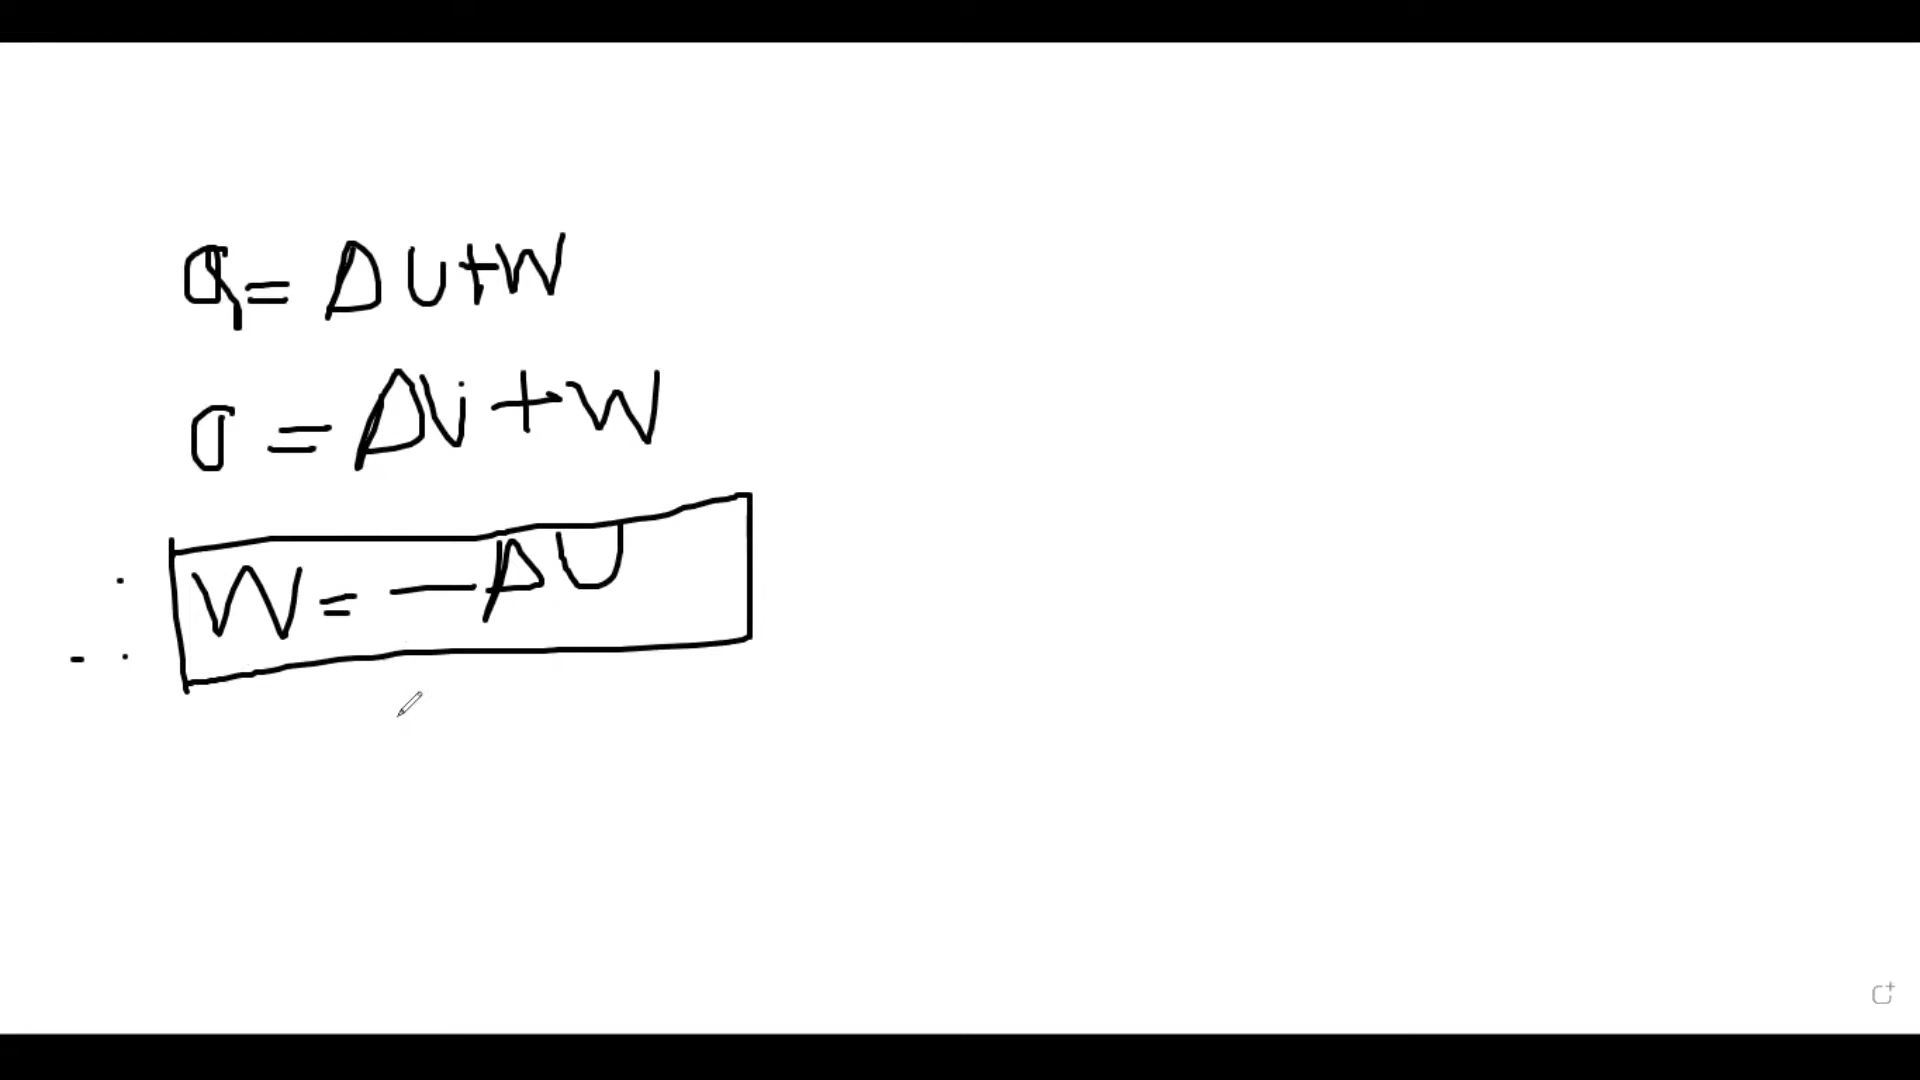 Q = ΔU+W
0 = ΔU + W
∴ W = -ΔU